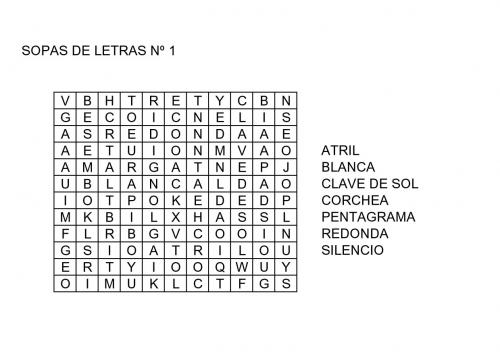 SOPAS DE LETRAS Nº 1
V B H T R E T Y C B N
G E C O I C N E L I S
A S R E D O N D A A E
A E T U I O N M V A O ATRIL
A M A R G A T N E P J BLANCA
U B L A N C A L D A O CLAVE DE SOL
I O T P O K E D E D P CORCHEA
M K B I L X H A S S L PENTAGRAMA
F L R B G V C O O I N REDONDA
G S I O A T R I L O U SILENCIO
E R T Y I O O Q W U Y
O I M U K L C T F G S